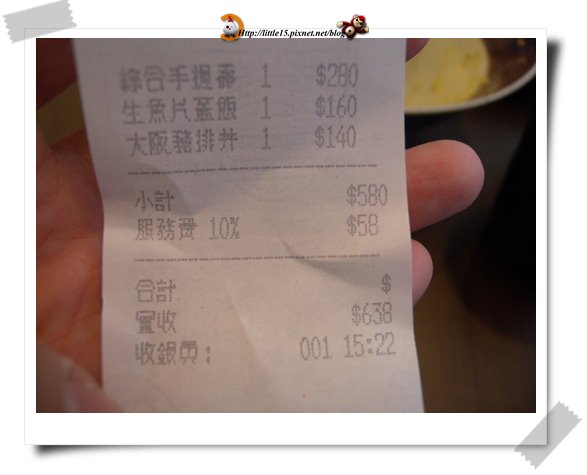 Http://little15.pixnet.net/blog
綜合手握壽 1 $280
生魚片蓋飯 1 $160
大阪豬排丼 1 $140
小計 $580
服務費 10% $58
合計 $
實收 $638
收銀員: 001 15:22